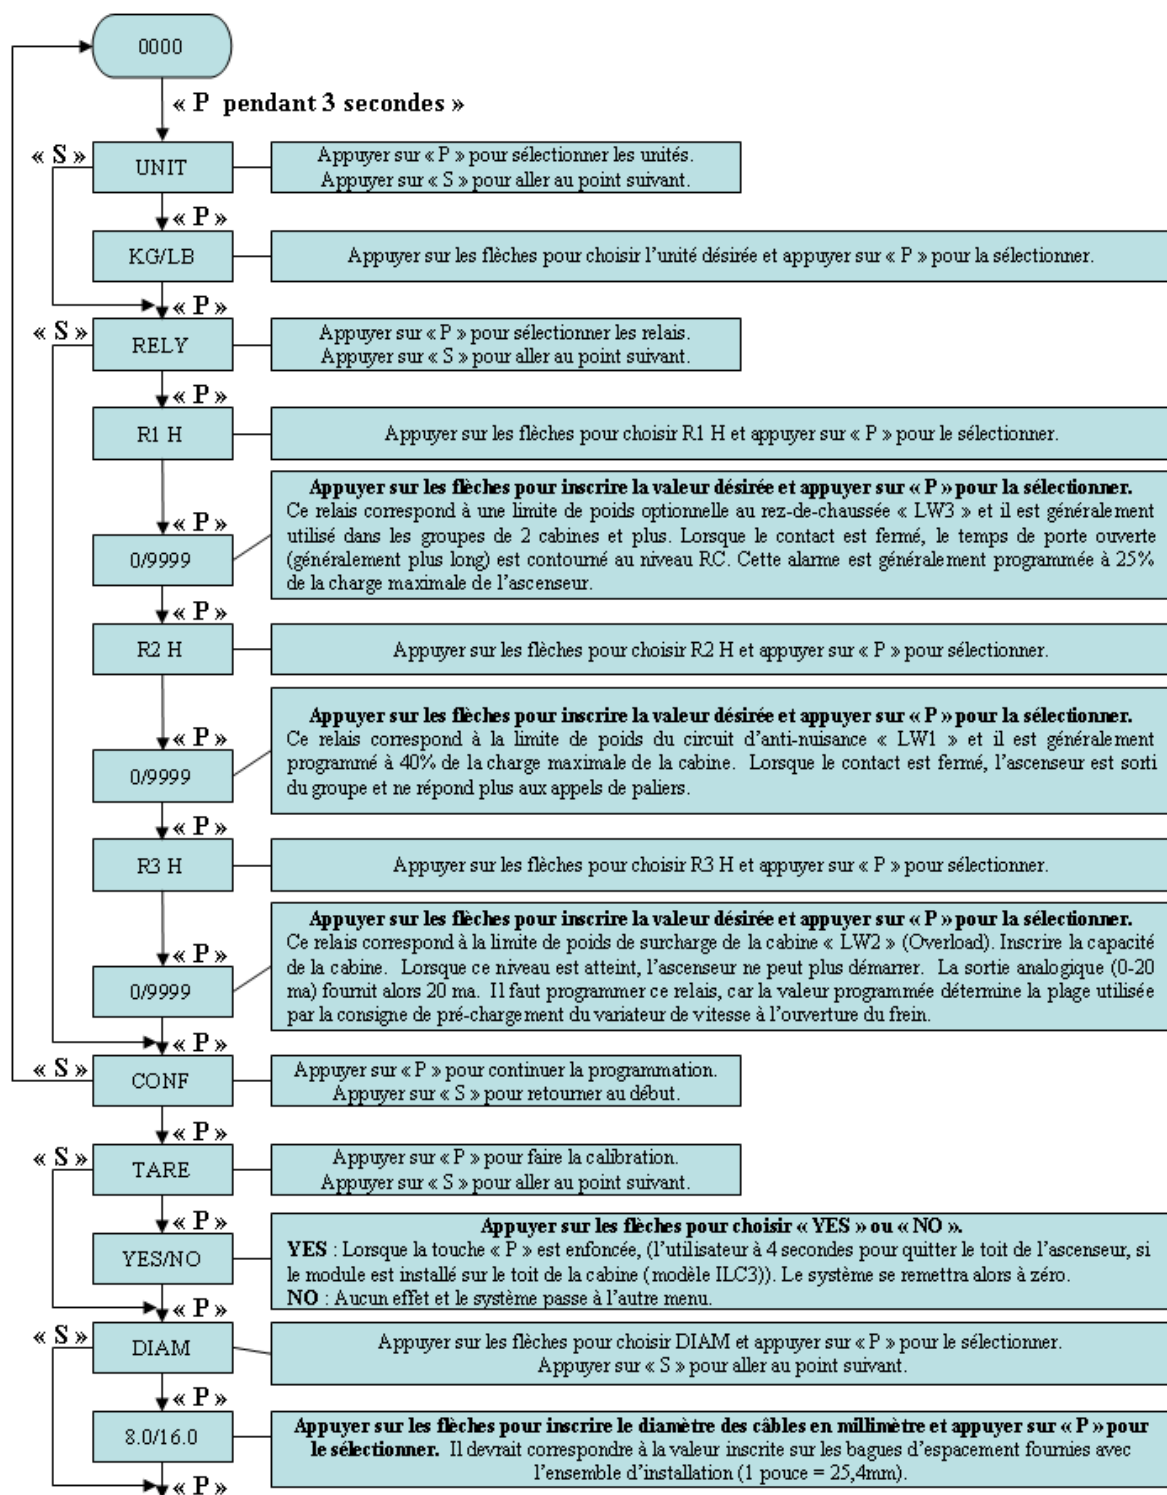 0000
« P pendant 3 secondes »
« S »
UNIT
Appuyer sur « P » pour sélectionner les unités.
Appuyer sur « S » pour aller au point suivant.
« P »
KG/LB
Appuyer sur les flèches pour choisir l’unité désirée et appuyer sur « P » pour la sélectionner.
« P »
« S »
RELY
Appuyer sur « P » pour sélectionner les relais.
Appuyer sur « S » pour aller au point suivant.
« P »
R1 H
Appuyer sur les flèches pour choisir R1 H et appuyer sur « P » pour le sélectionner.
« P »
0/9999
Appuyer sur les flèches pour inscrire la valeur désirée et appuyer sur « P » pour la sélectionner.
Ce relais correspond à une limite de poids optionnelle au rez-de-chaussée « LW3 » et il est généralement
utilisé dans les groupes de 2 cabines et plus. Lorsque le contact est fermé, le temps de porte ouverte
(généralement plus long) est contourné au niveau RC. Cette alarme est généralement programmée à 25%
de la charge maximale de l’ascenseur.
« P »
R2 H
Appuyer sur les flèches pour choisir R2 H et appuyer sur « P » pour sélectionner.
« P »
0/9999
Appuyer sur les flèches pour inscrire la valeur désirée et appuyer sur « P » pour la sélectionner.
Ce relais correspond à la limite de poids du circuit d’anti-nuisance « LW1 » et il est généralement
programmé à 40% de la charge maximale de la cabine. Lorsque le contact est fermé, l’ascenseur est sorti
du groupe et ne répond plus aux appels de paliers.
« P »
R3 H
Appuyer sur les flèches pour choisir R3 H et appuyer sur « P » pour sélectionner.
« P »
0/9999
Appuyer sur les flèches pour inscrire la valeur désirée et appuyer sur « P » pour la sélectionner.
Ce relais correspond à la limite de poids de surcharge de la cabine « LW2 » (Overload). Inscrire la capacité
de la cabine. Lorsque ce niveau est atteint, l’ascenseur ne peut plus démarrer. La sortie analogique (0-20
ma) fournit alors 20 ma. Il faut programmer ce relais, car la valeur programmée détermine la plage utilisée
par la consigne de pré-chargement du variateur de vitesse à l’ouverture du frein.
« P »
« S »
CONF
Appuyer sur « P » pour continuer la programmation.
Appuyer sur « S » pour retourner au début.
« P »
« S »
TARE
Appuyer sur « P » pour faire la calibration.
Appuyer sur « S » pour aller au point suivant.
« P »
YES/NO
Appuyer sur les flèches pour choisir « YES » ou « NO ».
YES : Lorsque la touche « P » est enfoncée, (l’utilisateur à 4 secondes pour quitter le toit de l’ascenseur, si
le module est installé sur le toit de la cabine (modèle ILC3)). Le système se remettra alors à zéro.
NO : Aucun effet et le système passe à l’autre menu.
« P »
« S »
DIAM
Appuyer sur les flèches pour choisir DIAM et appuyer sur « P » pour le sélectionner.
Appuyer sur « S » pour aller au point suivant.
« P »
8.0/16.0
Appuyer sur les flèches pour inscrire le diamètre des câbles en millimètre et appuyer sur « P » pour
le sélectionner. Il devrait correspondre à la valeur inscrite sur les bagues d’espacement fournies avec
l’ensemble d’installation (1 pouce = 25,4mm).
« P »